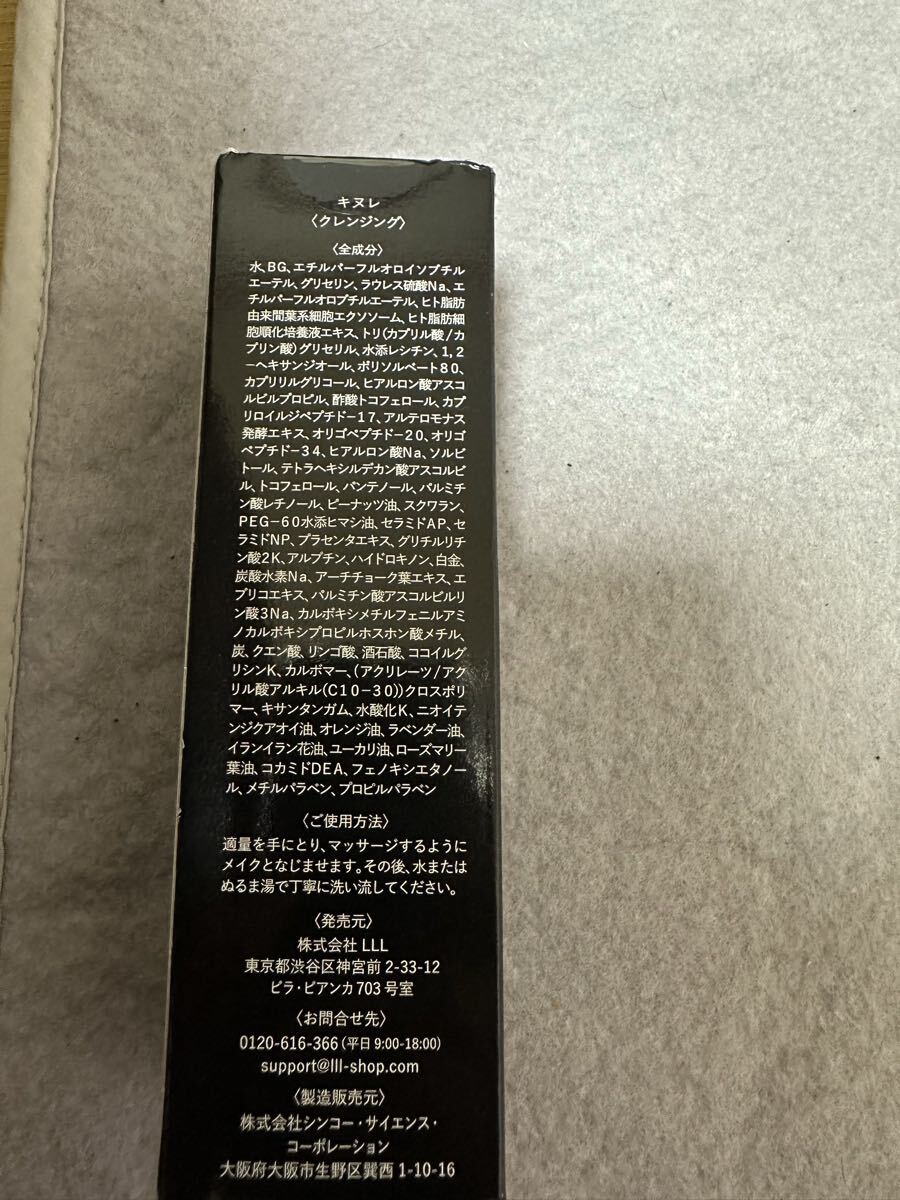 キヌレ
〈クレンジング〉
〈全成分〉
水、BG、エチルパーフルオロイソブチル
エーテル、グリセリン、ラウレス硫酸Na、エ
チルパーフルオロブチルエーテル、ヒト脂肪
由来間葉系細胞エクソソーム、ヒト脂肪細
胞順化培養液エキス、トリ(カプリル酸/カ
プリン酸)グリセリル、水添レシチン、1,2
-ヘキサンジオール、ポリソルベート80、
カプリリルグリコール、ヒアルロン酸アスコ
ルビルプロピル、酢酸トコフェロール、カプ
リロイルジペプチド-17、アルテロモナス
発酵エキス、オリゴペプチド-20、オリゴ
ペプチド-34、ヒアルロン酸Na、ソルビ
トール、テトラヘキシルデカン酸アスコルビ
ル、トコフェロール、パンテノール、パルミチ
ン酸レチノール、ピーナッツ油、スクワラン、
PEG-60水添ヒマシ油、セラミドAP、セ
ラミドNP、プラセンタエキス、グリチルリチ
ン酸2K、アルブチン、ハイドロキノン、白金、
炭酸水素Na、アーチチョーク葉エキス、エ
プリコエキス、パルミチン酸アスコルビルリ
ン酸3Na、カルボキシメチルフェニルアミ
ノカルボキシプロピルホスホン酸メチル、
炭、クエン酸、リンゴ酸、酒石酸、ココイルグ
リシンK、カルボマー、(アクリレーツ/アク
リル酸アルキル(C10-30))クロスポリ
マー、キサンタンガム、水酸化K、ニオイテ
ンジクアオイ油、オレンジ油、ラベンダー油、
イランイラン花油、ユーカリ油、ローズマリー
葉油、コカミドDEA、フェノキシエタノー
ル、メチルパラベン、プロピルパラベン
〈ご使用方法〉
適量を手にとり、マッサージするように
メイクとなじませます。その後、水または
ぬるま湯で丁寧に洗い流してください。
〈発売元〉
株式会社 LLL
東京都渋谷区神宮前 2-33-12
ビラ・ビアンカ 703 号室
〈お問合せ先〉
0120-616-366 (平日 9:00-18:00)
support@lll-shop.com
〈製造販売元〉
株式会社シンコー・サイエンス・
コーポレーション
大阪府大阪市生野区巽西 1-10-16